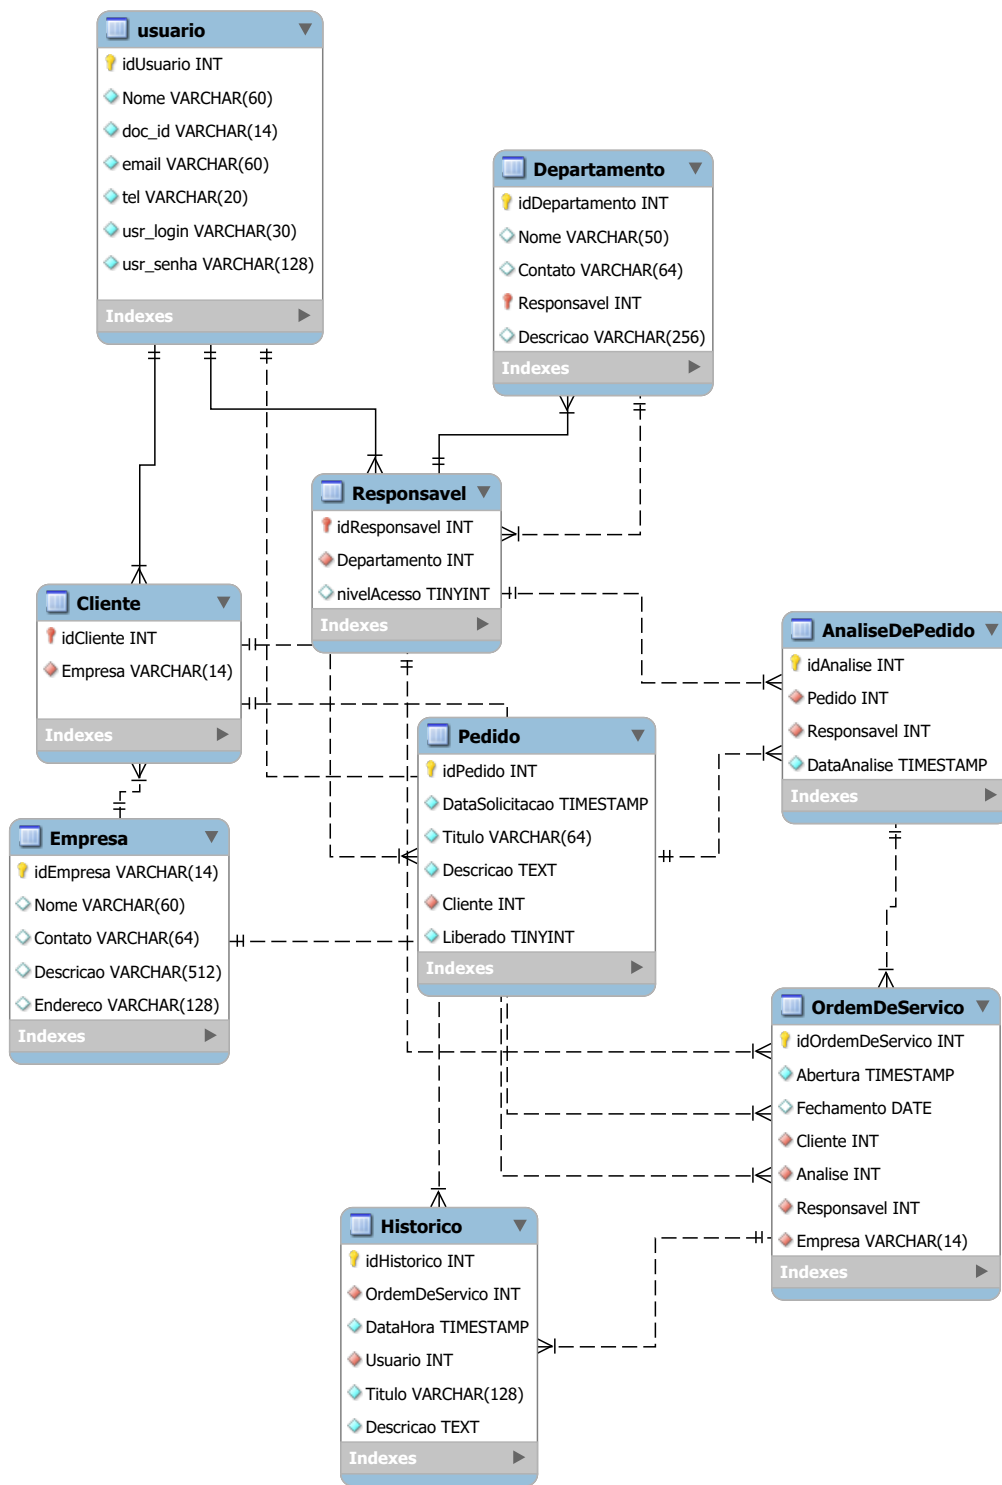 usuario
idUsuario INT
Nome VARCHAR(60)
doc_id VARCHAR(14)
email VARCHAR(60)
tel VARCHAR(20)
usr_login VARCHAR(30)
usr_senha VARCHAR(128)
Indexes
Departamento
idDepartamento INT
Nome VARCHAR(50)
Contato VARCHAR(64)
Responsavel INT
Descricao VARCHAR(256)
Indexes
Responsavel
idResponsavel INT
Departamento INT
nivelAcesso TINYINT
Indexes
Cliente
idCliente INT
Empresa VARCHAR(14)
Indexes
AnaliseDePedido
idAnalise INT
Pedido INT
Responsavel INT
DataAnalise TIMESTAMP
Indexes
Pedido
idPedido INT
DataSolicitacao TIMESTAMP
Titulo VARCHAR(64)
Descricao TEXT
Cliente INT
Liberado TINYINT
Indexes
Empresa
idEmpresa VARCHAR(14)
Nome VARCHAR(60)
Contato VARCHAR(64)
Descricao VARCHAR(512)
Endereco VARCHAR(128)
Indexes
OrdemDeServico
idOrdemDeServico INT
Abertura TIMESTAMP
Fechamento DATE
Cliente INT
Analise INT
Responsavel INT
Empresa VARCHAR(14)
Indexes
Historico
idHistorico INT
OrdemDeServico INT
DataHora TIMESTAMP
Usuario INT
Titulo VARCHAR(128)
Descricao TEXT
Indexes